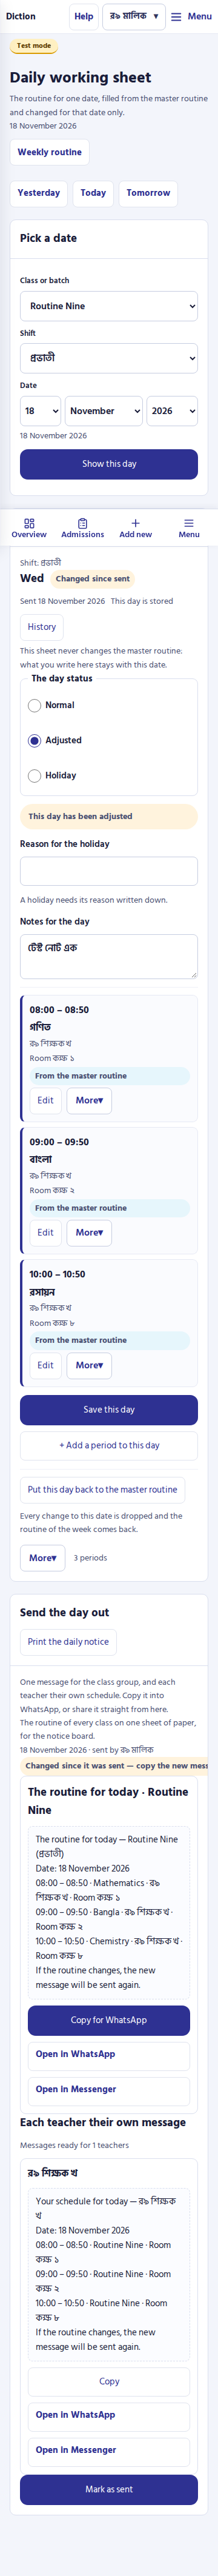 Diction
Help
র৯ মালিক ▾
Menu
Test mode
Daily working sheet
The routine for one date, filled from the master routine
and changed for that date only.
18 November 2026
Weekly routine
Yesterday
Today
Tomorrow
Pick a date
Class or batch
Routine Nine
Shift
প্রভাতী
Date
18
November
2026
18 November 2026
Show this day
Overview
Admissions
Add new
Menu
Shift: প্রভাতী
Wed
Changed since sent
Sent 18 November 2026 This day is stored
History
This sheet never changes the master routine:
what you write here stays with this date.
The day status
Normal
Adjusted
Holiday
This day has been adjusted
Reason for the holiday
A holiday needs its reason written down.
Notes for the day
টেস্ট নোট এক
08:00 – 08:50
গণিত
র৯ শিক্ষক খ
Room কক্ষ ১
From the master routine
Edit
More▾
09:00 – 09:50
বাংলা
র৯ শিক্ষক খ
Room কক্ষ ২
From the master routine
Edit
More▾
10:00 – 10:50
রসায়ন
র৯ শিক্ষক খ
Room কক্ষ ৮
From the master routine
Edit
More▾
Save this day
+ Add a period to this day
Put this day back to the master routine
Every change to this date is dropped and the
routine of the week comes back.
More▾
3 periods
Send the day out
Print the daily notice
One message for the class group, and each
teacher their own schedule. Copy it into
WhatsApp, or share it straight from here.
The routine of every class on one sheet of paper,
for the notice board.
18 November 2026 · sent by র৯ মালিক
Changed since it was sent — copy the new mess
The routine for today · Routine
Nine
The routine for today — Routine Nine
(প্রভাতী)
Date: 18 November 2026
08:00 – 08:50 · Mathematics · র৯
শিক্ষক খ · Room কক্ষ ১
09:00 – 09:50 · Bangla · র৯ শিক্ষক খ ·
Room কক্ষ ২
10:00 – 10:50 · Chemistry · র৯ শিক্ষক খ ·
Room কক্ষ ৮
If the routine changes, the new
message will be sent again.
Copy for WhatsApp
Open in WhatsApp
Open in Messenger
Each teacher their own message
Messages ready for 1 teachers
র৯ শিক্ষক খ
Your schedule for today — র৯ শিক্ষক
খ
Date: 18 November 2026
08:00 – 08:50 · Routine Nine · Room
কক্ষ ১
09:00 – 09:50 · Routine Nine · Room
কক্ষ ২
10:00 – 10:50 · Routine Nine · Room
কক্ষ ৮
If the routine changes, the new
message will be sent again.
Copy
Open in WhatsApp
Open in Messenger
Mark as sent